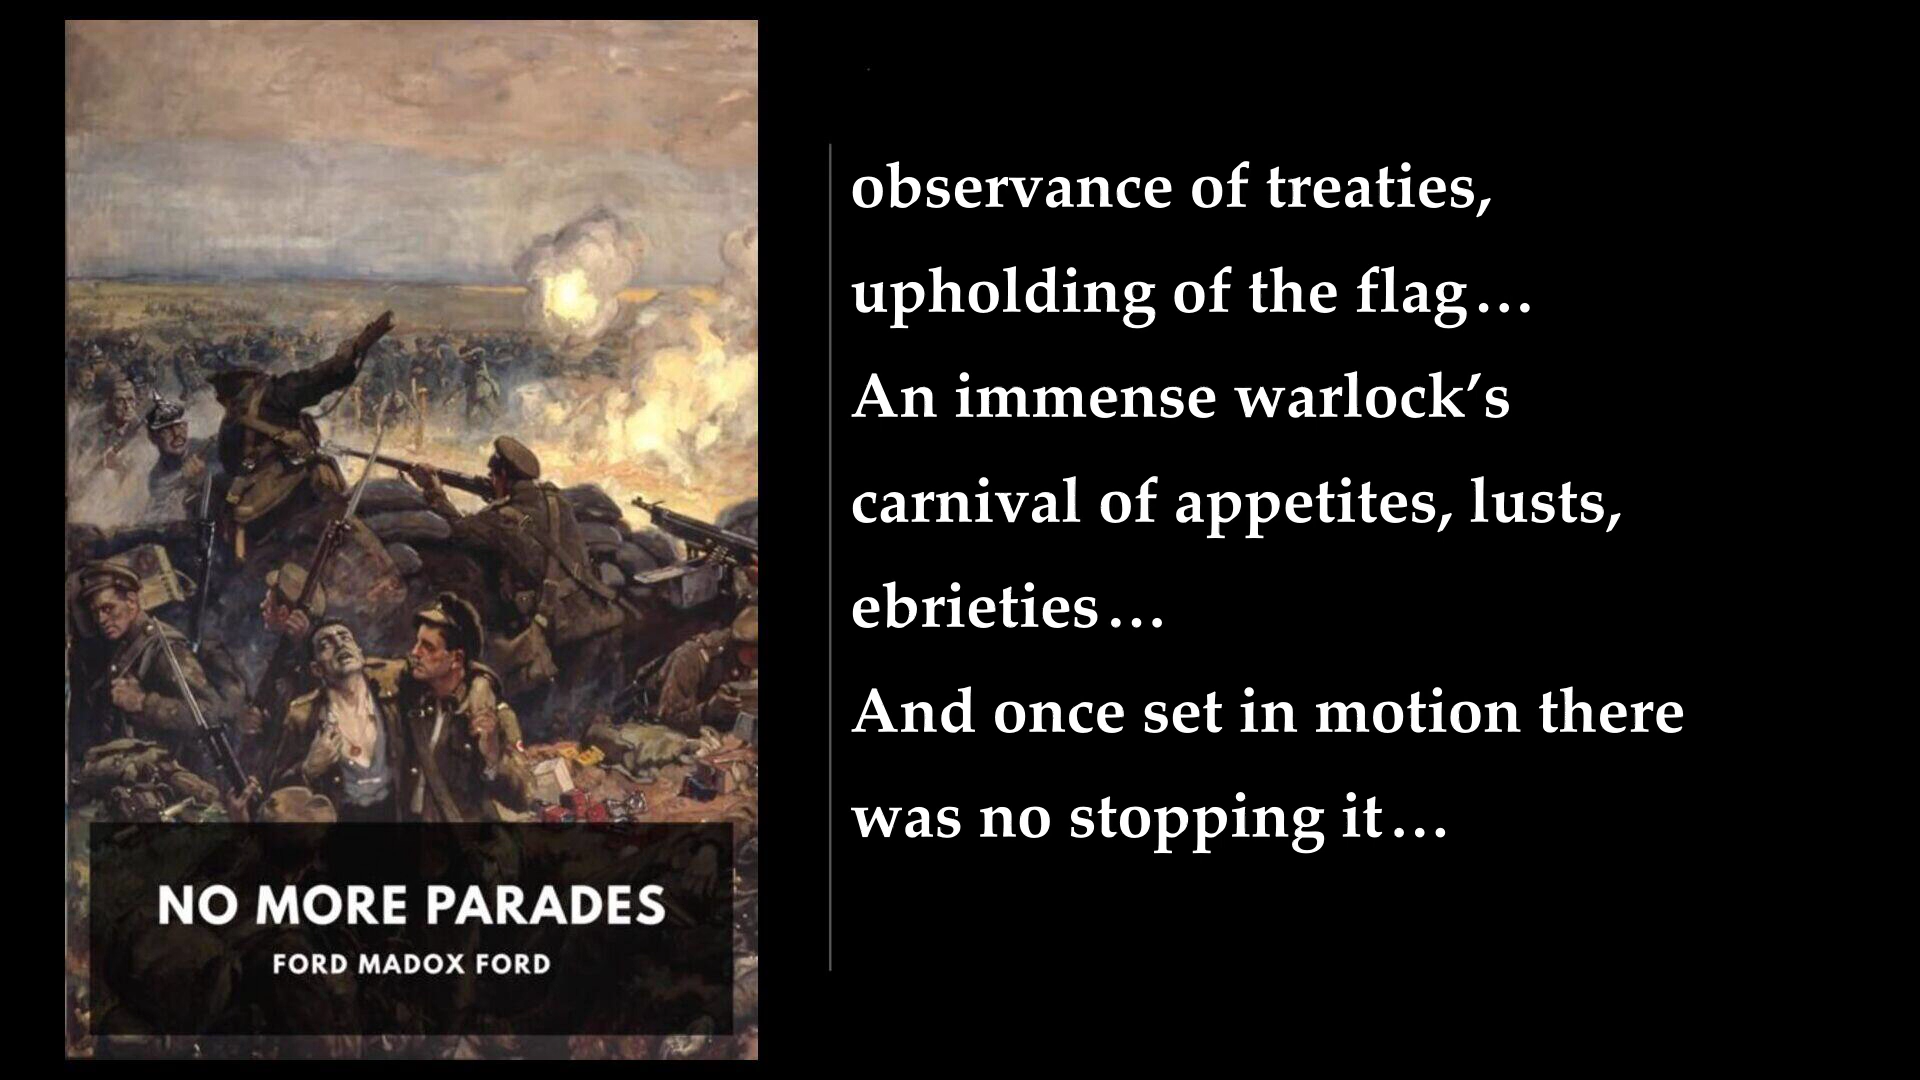 NO MORE PARADES
FORD MADOX FORD
observance of treaties,
upholding of the flag…
An immense warlock’s
carnival of appetites, lusts,
ebrieties…
And once set in motion there
was no stopping it…